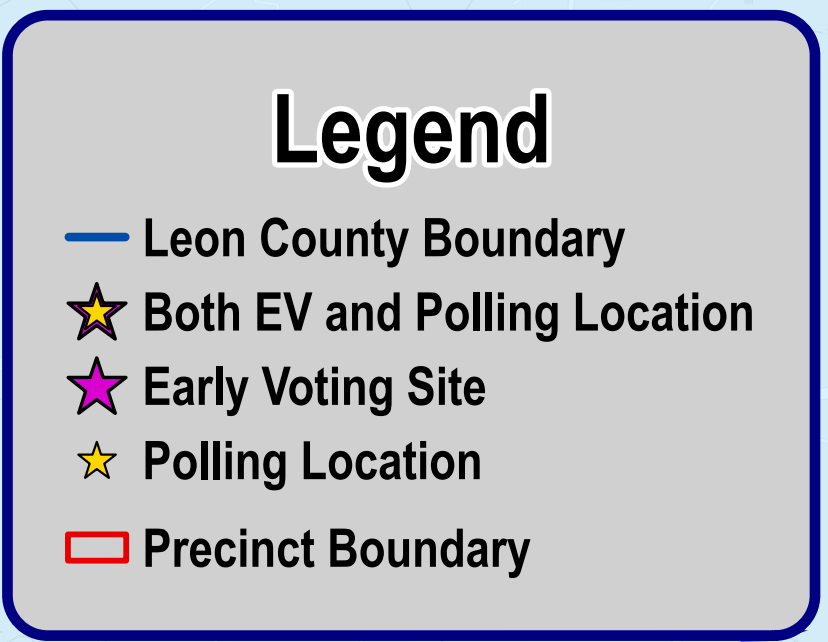 Legend
Leon County Boundary
Both EV and Polling Location
Early Voting Site
Polling Location
Precinct Boundary